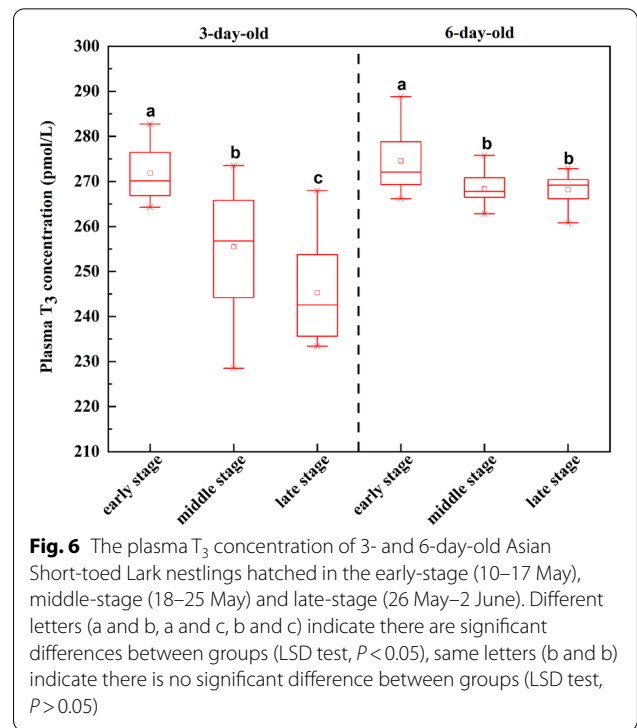 3-day-old 6-day-old
300
290
280
270
260
250
240
230
220
210
Plasma T3 concentration (pmol/L)
a
b
c
a
b
b
early stage
middle stage
late stage
early stage
middle stage
late stage
Fig. 6 The plasma T3 concentration of 3- and 6-day-old Asian
Short-toed Lark nestlings hatched in the early-stage (10–17 May),
middle-stage (18–25 May) and late-stage (26 May–2 June). Different
letters (a and b, a and c, b and c) indicate there are significant
differences between groups (LSD test, P < 0.05), same letters (b and b)
indicate there is no significant difference between groups (LSD test,
P > 0.05)